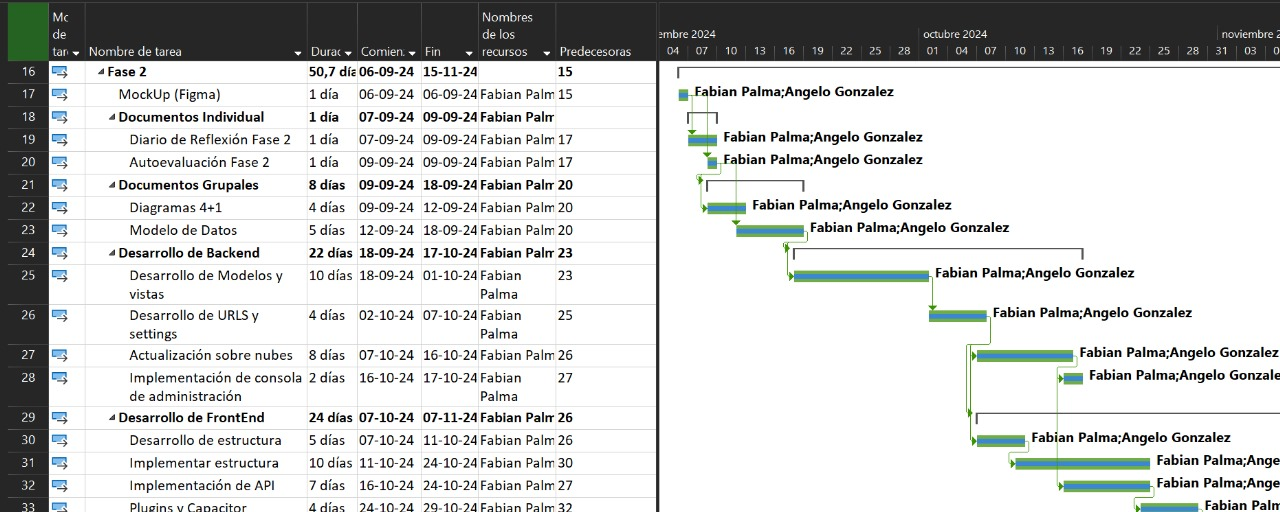 Mo
de
tare
Nombre de tarea
Durac
Comien.
Fin
Nombres
de los
recursos
Predecesoras
embre 2024
octubre 2024
noviembre 2
04 07 10 13 16 19 22 25 28 01 04 07 10 13 16 19 22 25 28 31 03 0
16 Fase 2 50,7 día 06-09-24 15-11-24 15
17 MockUp (Figma) 1 día 06-09-24 06-09-24 Fabian Palm 15 Fabian Palma;Angelo Gonzalez
18 Documentos Individual 1 día 07-09-24 09-09-24 Fabian Palm
19 Diario de Reflexión Fase 2 1 día 07-09-24 09-09-24 Fabian Palm 17 Fabian Palma;Angelo Gonzalez
20 Autoevaluación Fase 2 1 día 09-09-24 09-09-24 Fabian Palm 17 Fabian Palma;Angelo Gonzalez
21 Documentos Grupales 8 días 09-09-24 18-09-24 Fabian Palm 20
22 Diagramas 4+1 4 días 09-09-24 12-09-24 Fabian Palm 20 Fabian Palma;Angelo Gonzalez
23 Modelo de Datos 5 días 12-09-24 18-09-24 Fabian Palm 20 Fabian Palma;Angelo Gonzalez
24 Desarrollo de Backend 22 días 18-09-24 17-10-24 Fabian Palm 23
25 Desarrollo de Modelos y 10 días 18-09-24 01-10-24 Fabian 23 Fabian Palma;Angelo Gonzalez
vistas Palma
26 Desarrollo de URLS y 4 días 02-10-24 07-10-24 Fabian 25 Fabian Palma;Angelo Gonzalez
settings Palma
27 Actualización sobre nubes 8 días 07-10-24 16-10-24 Fabian Palm 26 Fabian Palma;Angelo Gonzalez
28 Implementación de consola 2 días 16-10-24 17-10-24 Fabian 27 Fabian Palma;Angelo Gonzale
de administración Palma
29 Desarrollo de FrontEnd 24 días 07-10-24 07-11-24 Fabian Palm 26
30 Desarrollo de estructura 5 días 07-10-24 11-10-24 Fabian Palm 26 Fabian Palma;Angelo Gonzalez
31 Implementar estructura 10 días 11-10-24 24-10-24 Fabian Palm 30 Fabian Palma;Ange
32 Implementación de API 7 días 16-10-24 24-10-24 Fabian Palm 27 Fabian Palma;Ange
33 Plugins y Capacitor 4 días 24-10-24 29-10-24 Fabian Palm 32 Fabian Palm